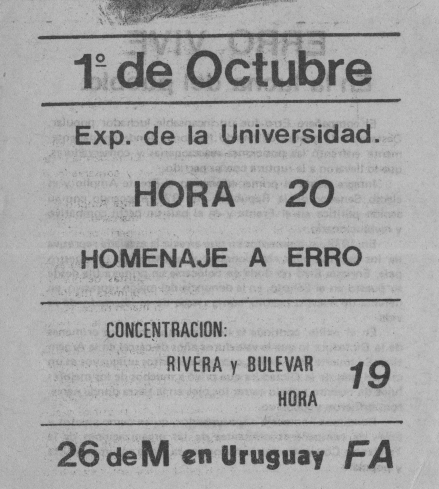 1º de Octubre
Exp. de la Universidad.
HORA 20
HOMENAJE A ERRO
CONCENTRACION:
RIVERA y BULEVAR 19
HORA
26 de M en Uruguay FA